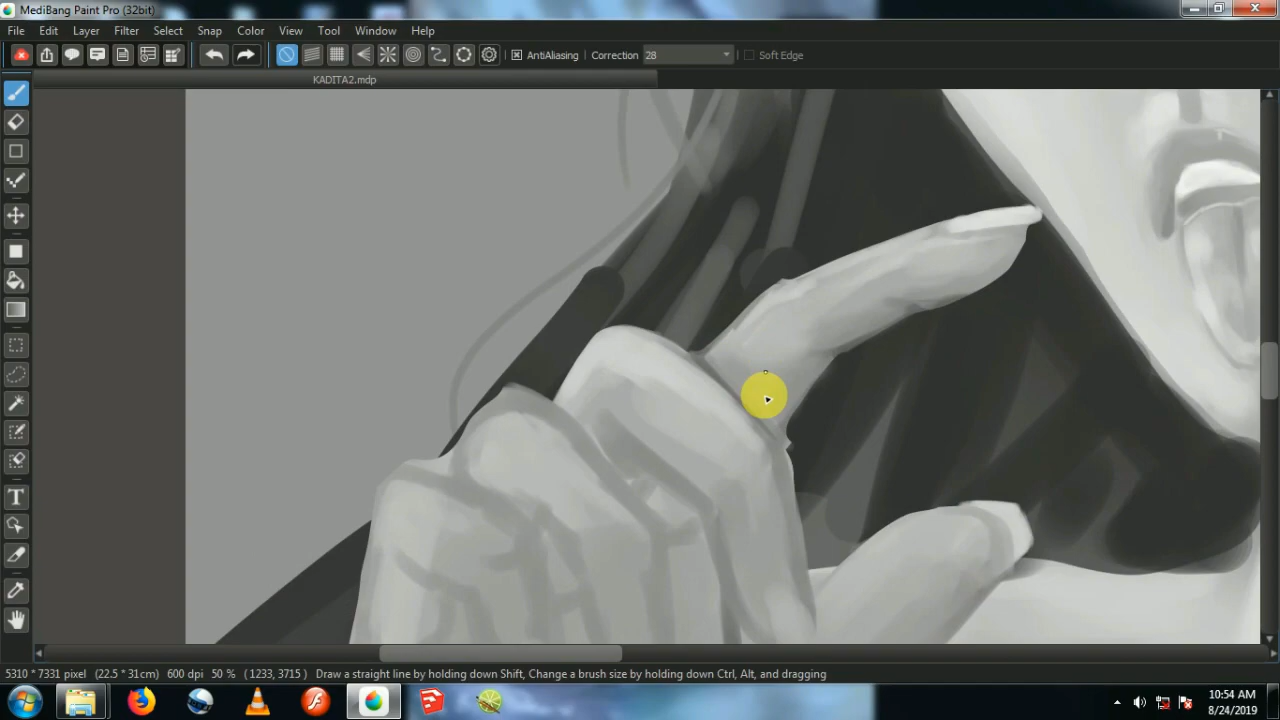 MediBang Paint Pro (32bit)
File Edit Layer Filter Select Snap Color View Tool Window Help
AntiAliasing Correction 28 Soft Edge
KADITA2.mdp
5310 * 7331 pixel (22.5 * 31cm) 600 dpi 50 % ( 1233, 3715 ) Draw a straight line by holding down Shift, Change a brush size by holding down Ctrl, Alt, and dragging
10:54 AM
8/24/2019